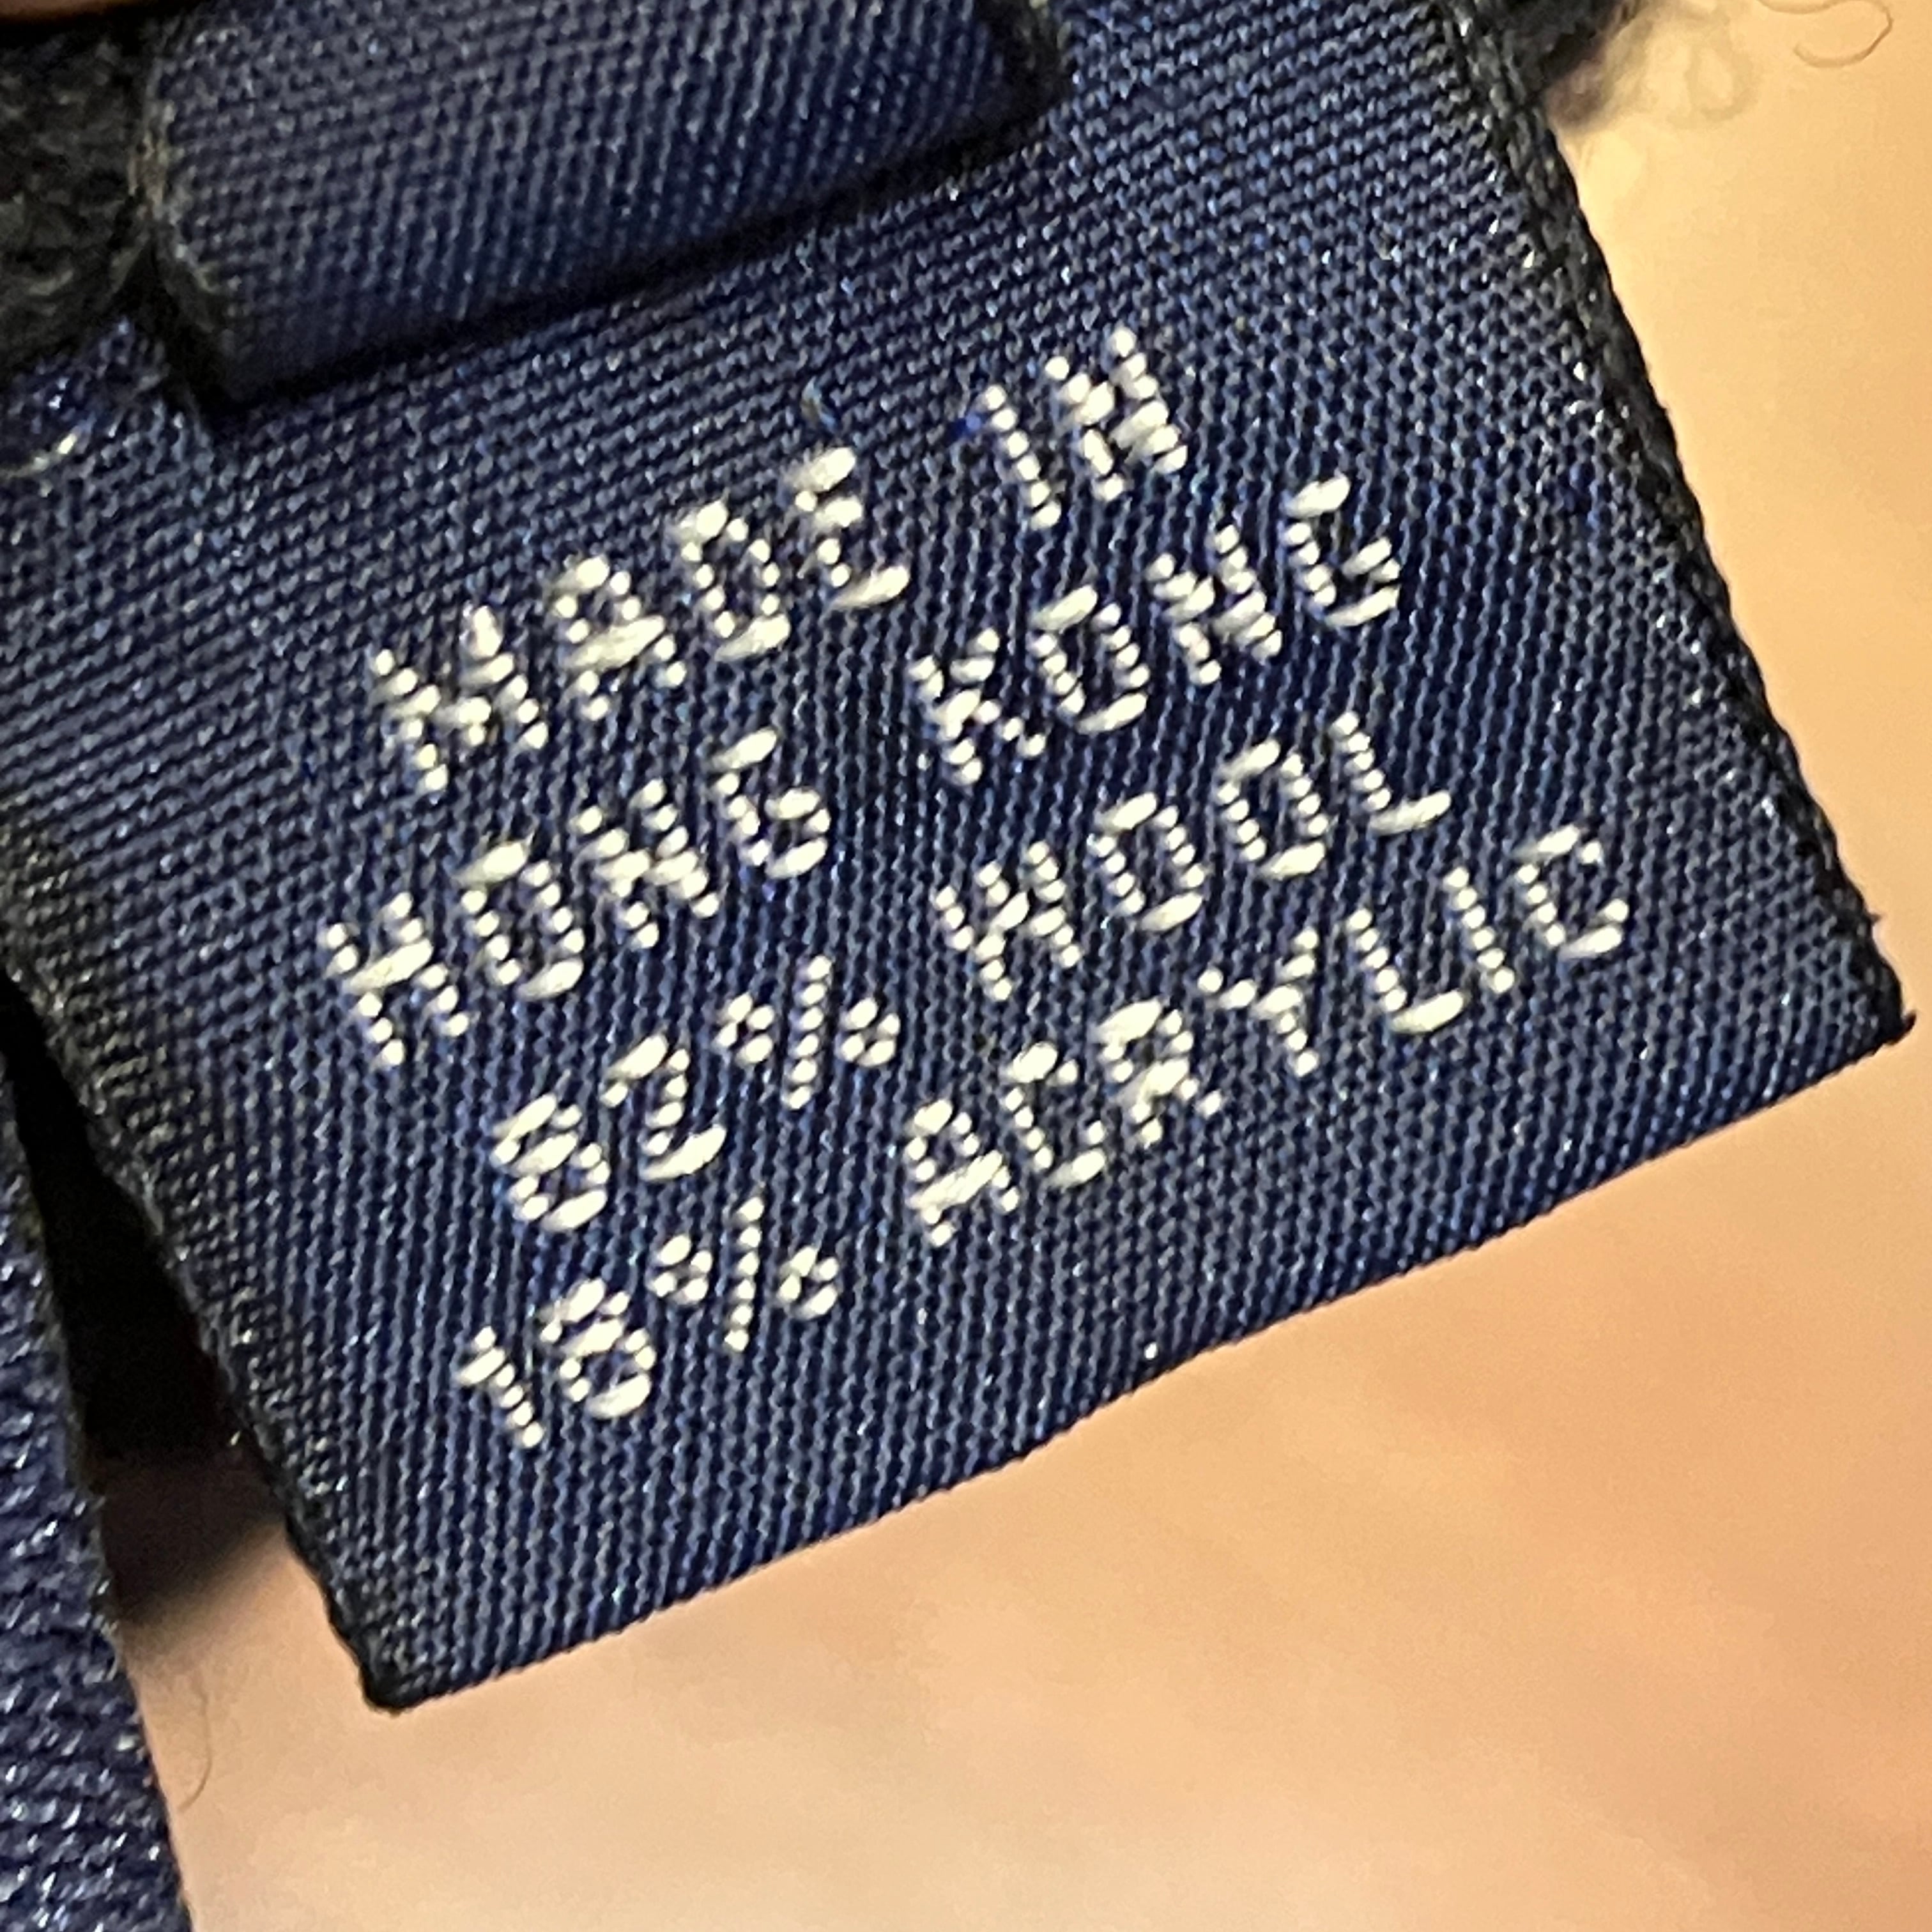 MADE IN
HONG KONG
82% WOOL
18% ACRYLIC